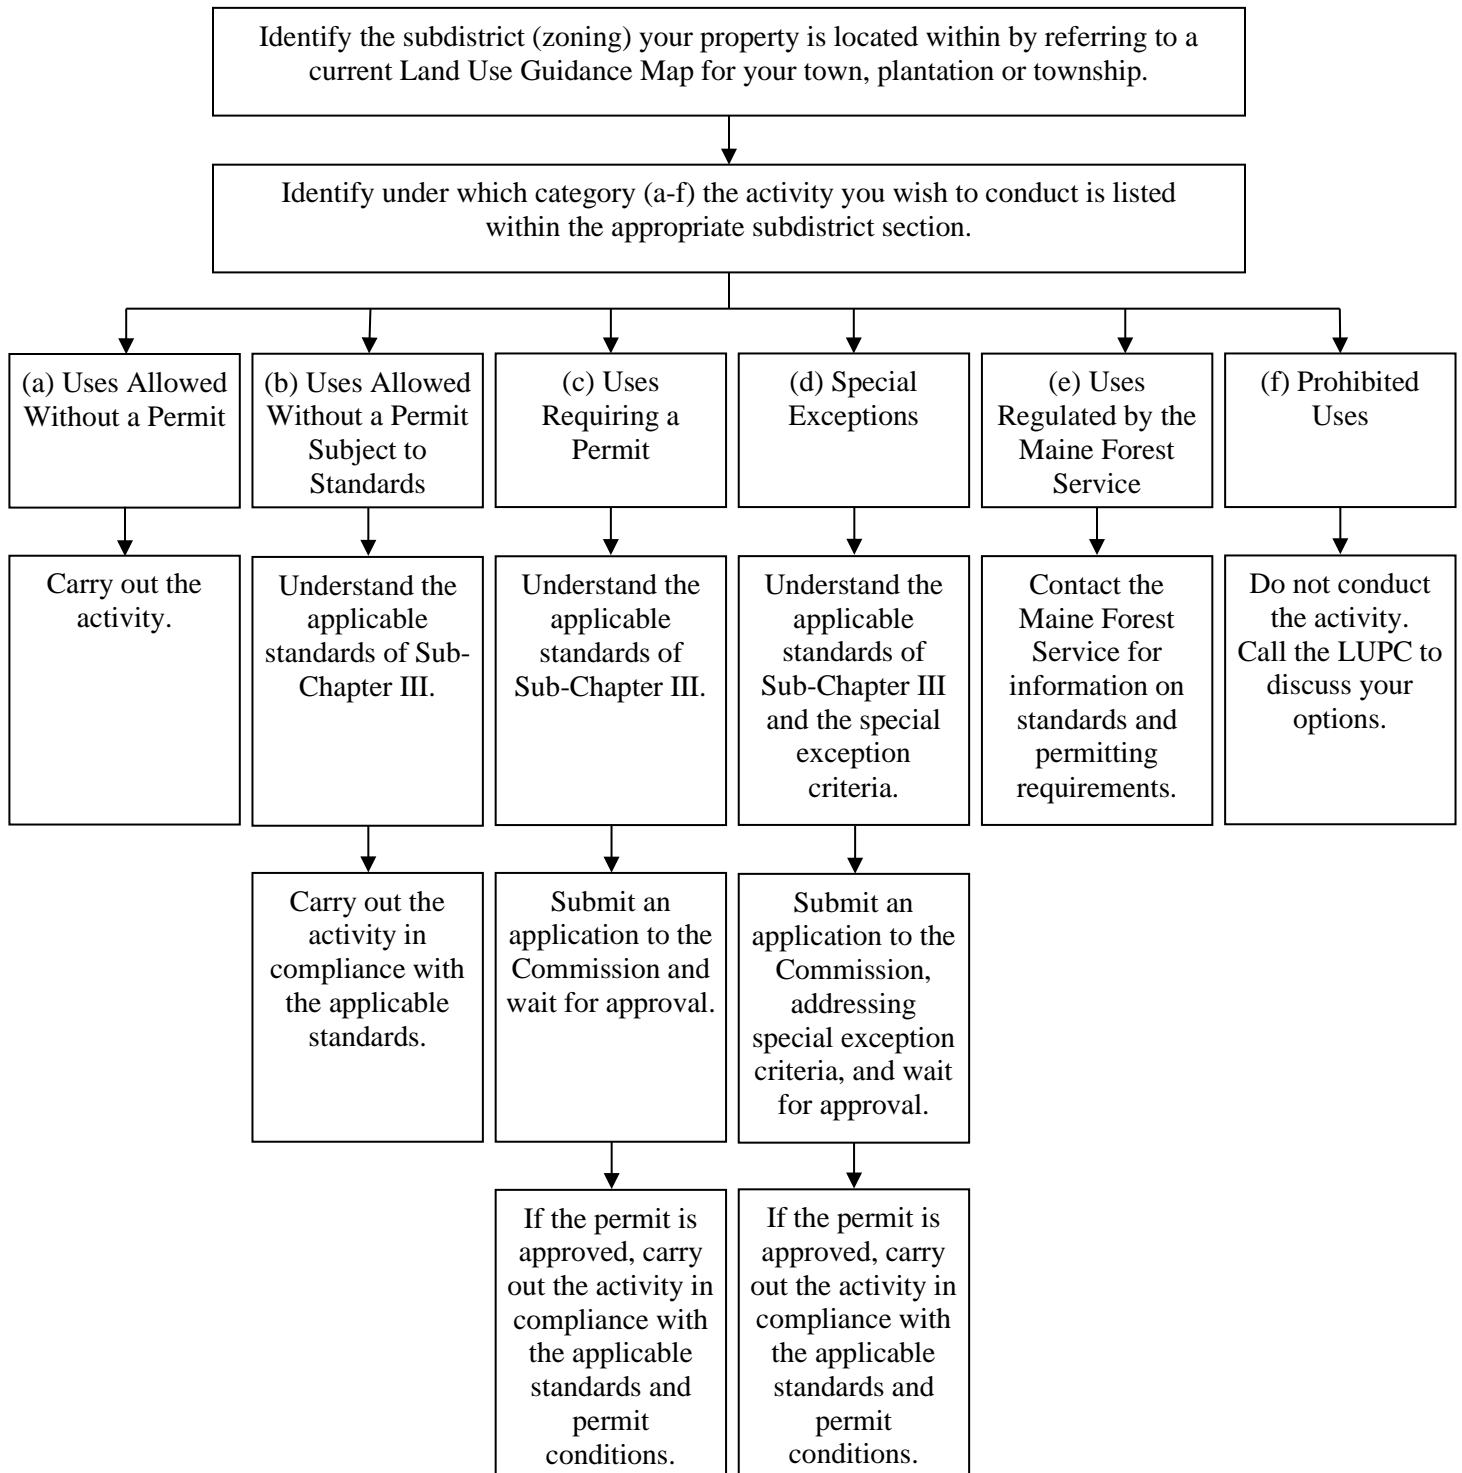 Identify the subdistrict (zoning) your property is located within by referring to a
current Land Use Guidance Map for your town, plantation or township.
Identify under which category (a-f) the activity you wish to conduct is listed
within the appropriate subdistrict section.
(a) Uses Allowed
Without a Permit
(b) Uses Allowed
Without a Permit
Subject to
Standards
(c) Uses
Requiring a
Permit
(d) Special
Exceptions
(e) Uses
Regulated by the
Maine Forest
Service
(f) Prohibited
Uses
Carry out the
activity.
Understand the
applicable
standards of Sub-
Chapter III.
Understand the
applicable
standards of
Sub-Chapter III.
Understand the
applicable
standards of
Sub-Chapter III
and the special
exception
criteria.
Contact the
Maine Forest
Service for
information on
standards and
permitting
requirements.
Do not conduct
the activity.
Call the LUPC to
discuss your
options.
Carry out the
activity in
compliance with
the applicable
standards.
Submit an
application to the
Commission and
wait for approval.
Submit an
application to the
Commission,
addressing
special exception
criteria, and wait
for approval.
If the permit is
approved, carry
out the activity in
compliance with
the applicable
standards and
permit
conditions.
If the permit is
approved, carry
out the activity in
compliance with
the applicable
standards and
permit
conditions.